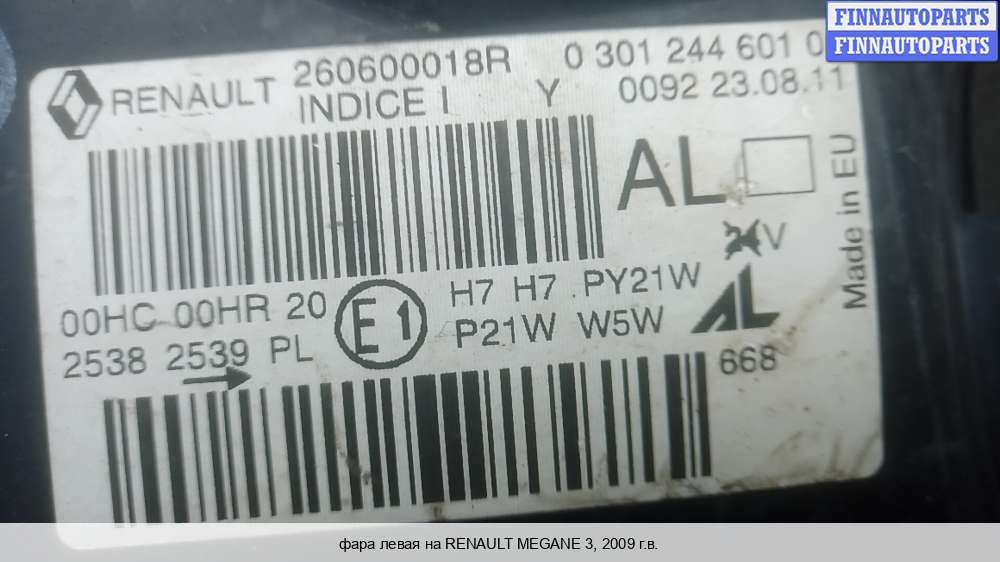 FINNAUTOPARTS
FINNAUTOPARTS
RENAULT 260600018R 0 301 244 601 0
INDICE I Y 0092 23.08.11
AL
Made in EU
V
00HC 00HR 20 E1 H7 H7 PY21W
2538 2539 PL P21W W5W AL
668
фара левая на RENAULT MEGANE 3, 2009 г.в.